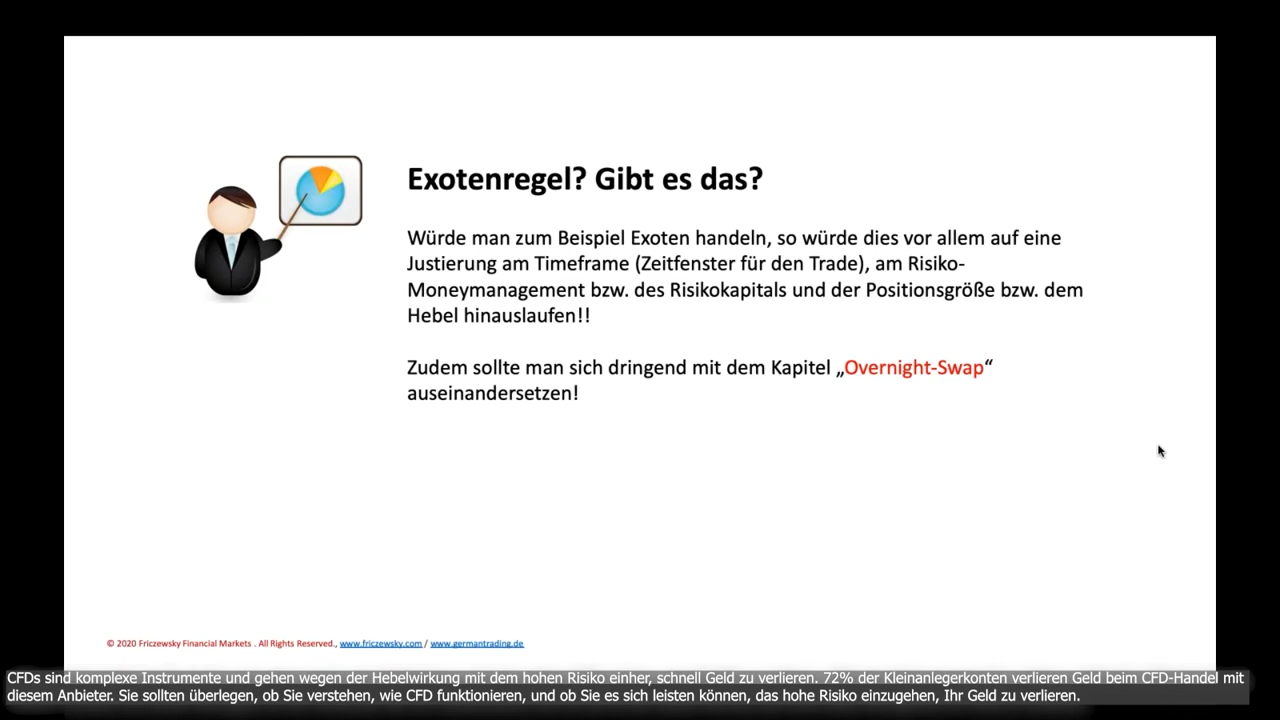 Exotenregel? Gibt es das?
Würde man zum Beispiel Exoten handeln, so würde dies vor allem auf eine
Justierung am Timeframe (Zeitfenster für den Trade), am Risiko-
Moneymanagement bzw. des Risikokapitals und der Positionsgröße bzw. dem
Hebel hinauslaufen!!
Zudem sollte man sich dringend mit dem Kapitel „Overnight-Swap“
auseinandersetzen!
© 2020 Friczewsky Financial Markets . All Rights Reserved., www.friczewsky.com / www.germantrading.de
CFDs sind komplexe Instrumente und gehen wegen der Hebelwirkung mit dem hohen Risiko einher, schnell Geld zu verlieren. 72% der Kleinanlegerkonten verlieren Geld beim CFD-Handel mit
diesem Anbieter. Sie sollten überlegen, ob Sie verstehen, wie CFD funktionieren, und ob Sie es sich leisten können, das hohe Risiko einzugehen, Ihr Geld zu verlieren.